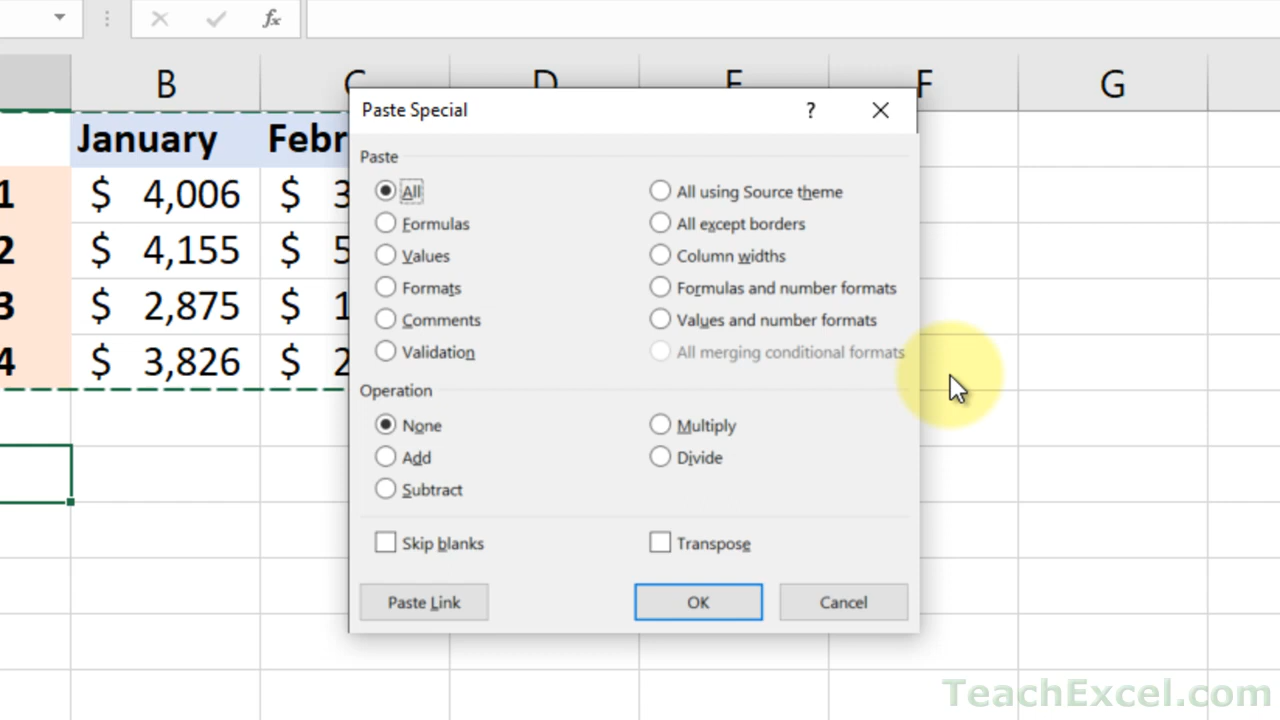 fx
B C D E F G
Paste Special ? ×
January Febr
Paste
1 $ 4,006 $ 3
All All using Source theme
Formulas All except borders
2 $ 4,155 $ 5
Values Column widths
Formats Formulas and number formats
3 $ 2,875 $ 1
Comments Values and number formats
4 $ 3,826 $ 2
Validation All merging conditional formats
Operation
None Multiply
Add Divide
Subtract
Skip blanks Transpose
Paste Link OK Cancel
TeachExcel.com